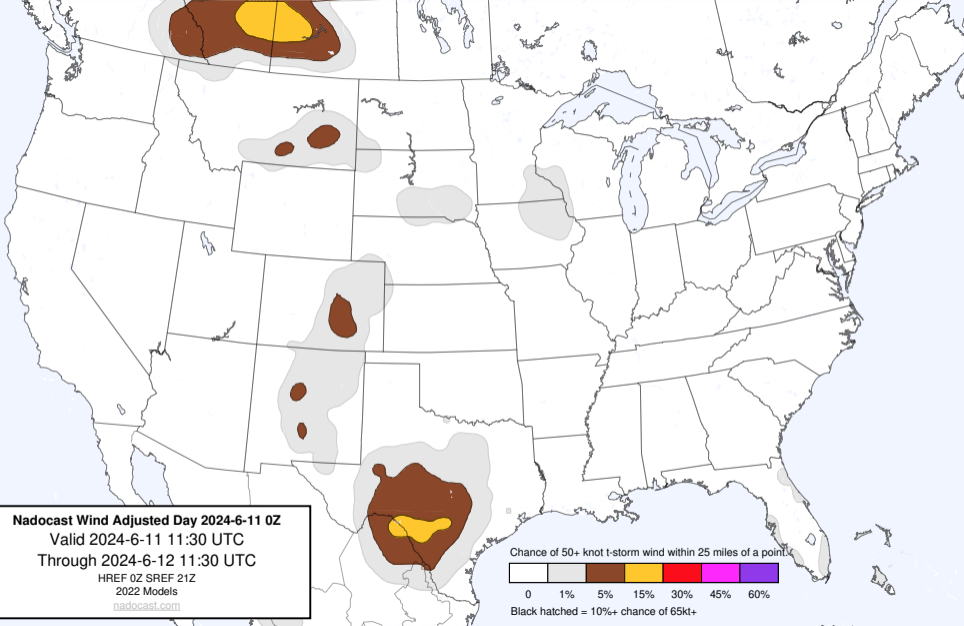 Nadocast Wind Adjusted Day 2024-6-11 0Z
Valid 2024-6-11 11:30 UTC
Through 2024-6-12 11:30 UTC
HREF 0Z SREF 21Z
2022 Models
nadocast.com
Chance of 50+ knot t-storm wind within 25 miles of a point.
0 1% 5% 15% 30% 45% 60%
Black hatched = 10%+ chance of 65kt+